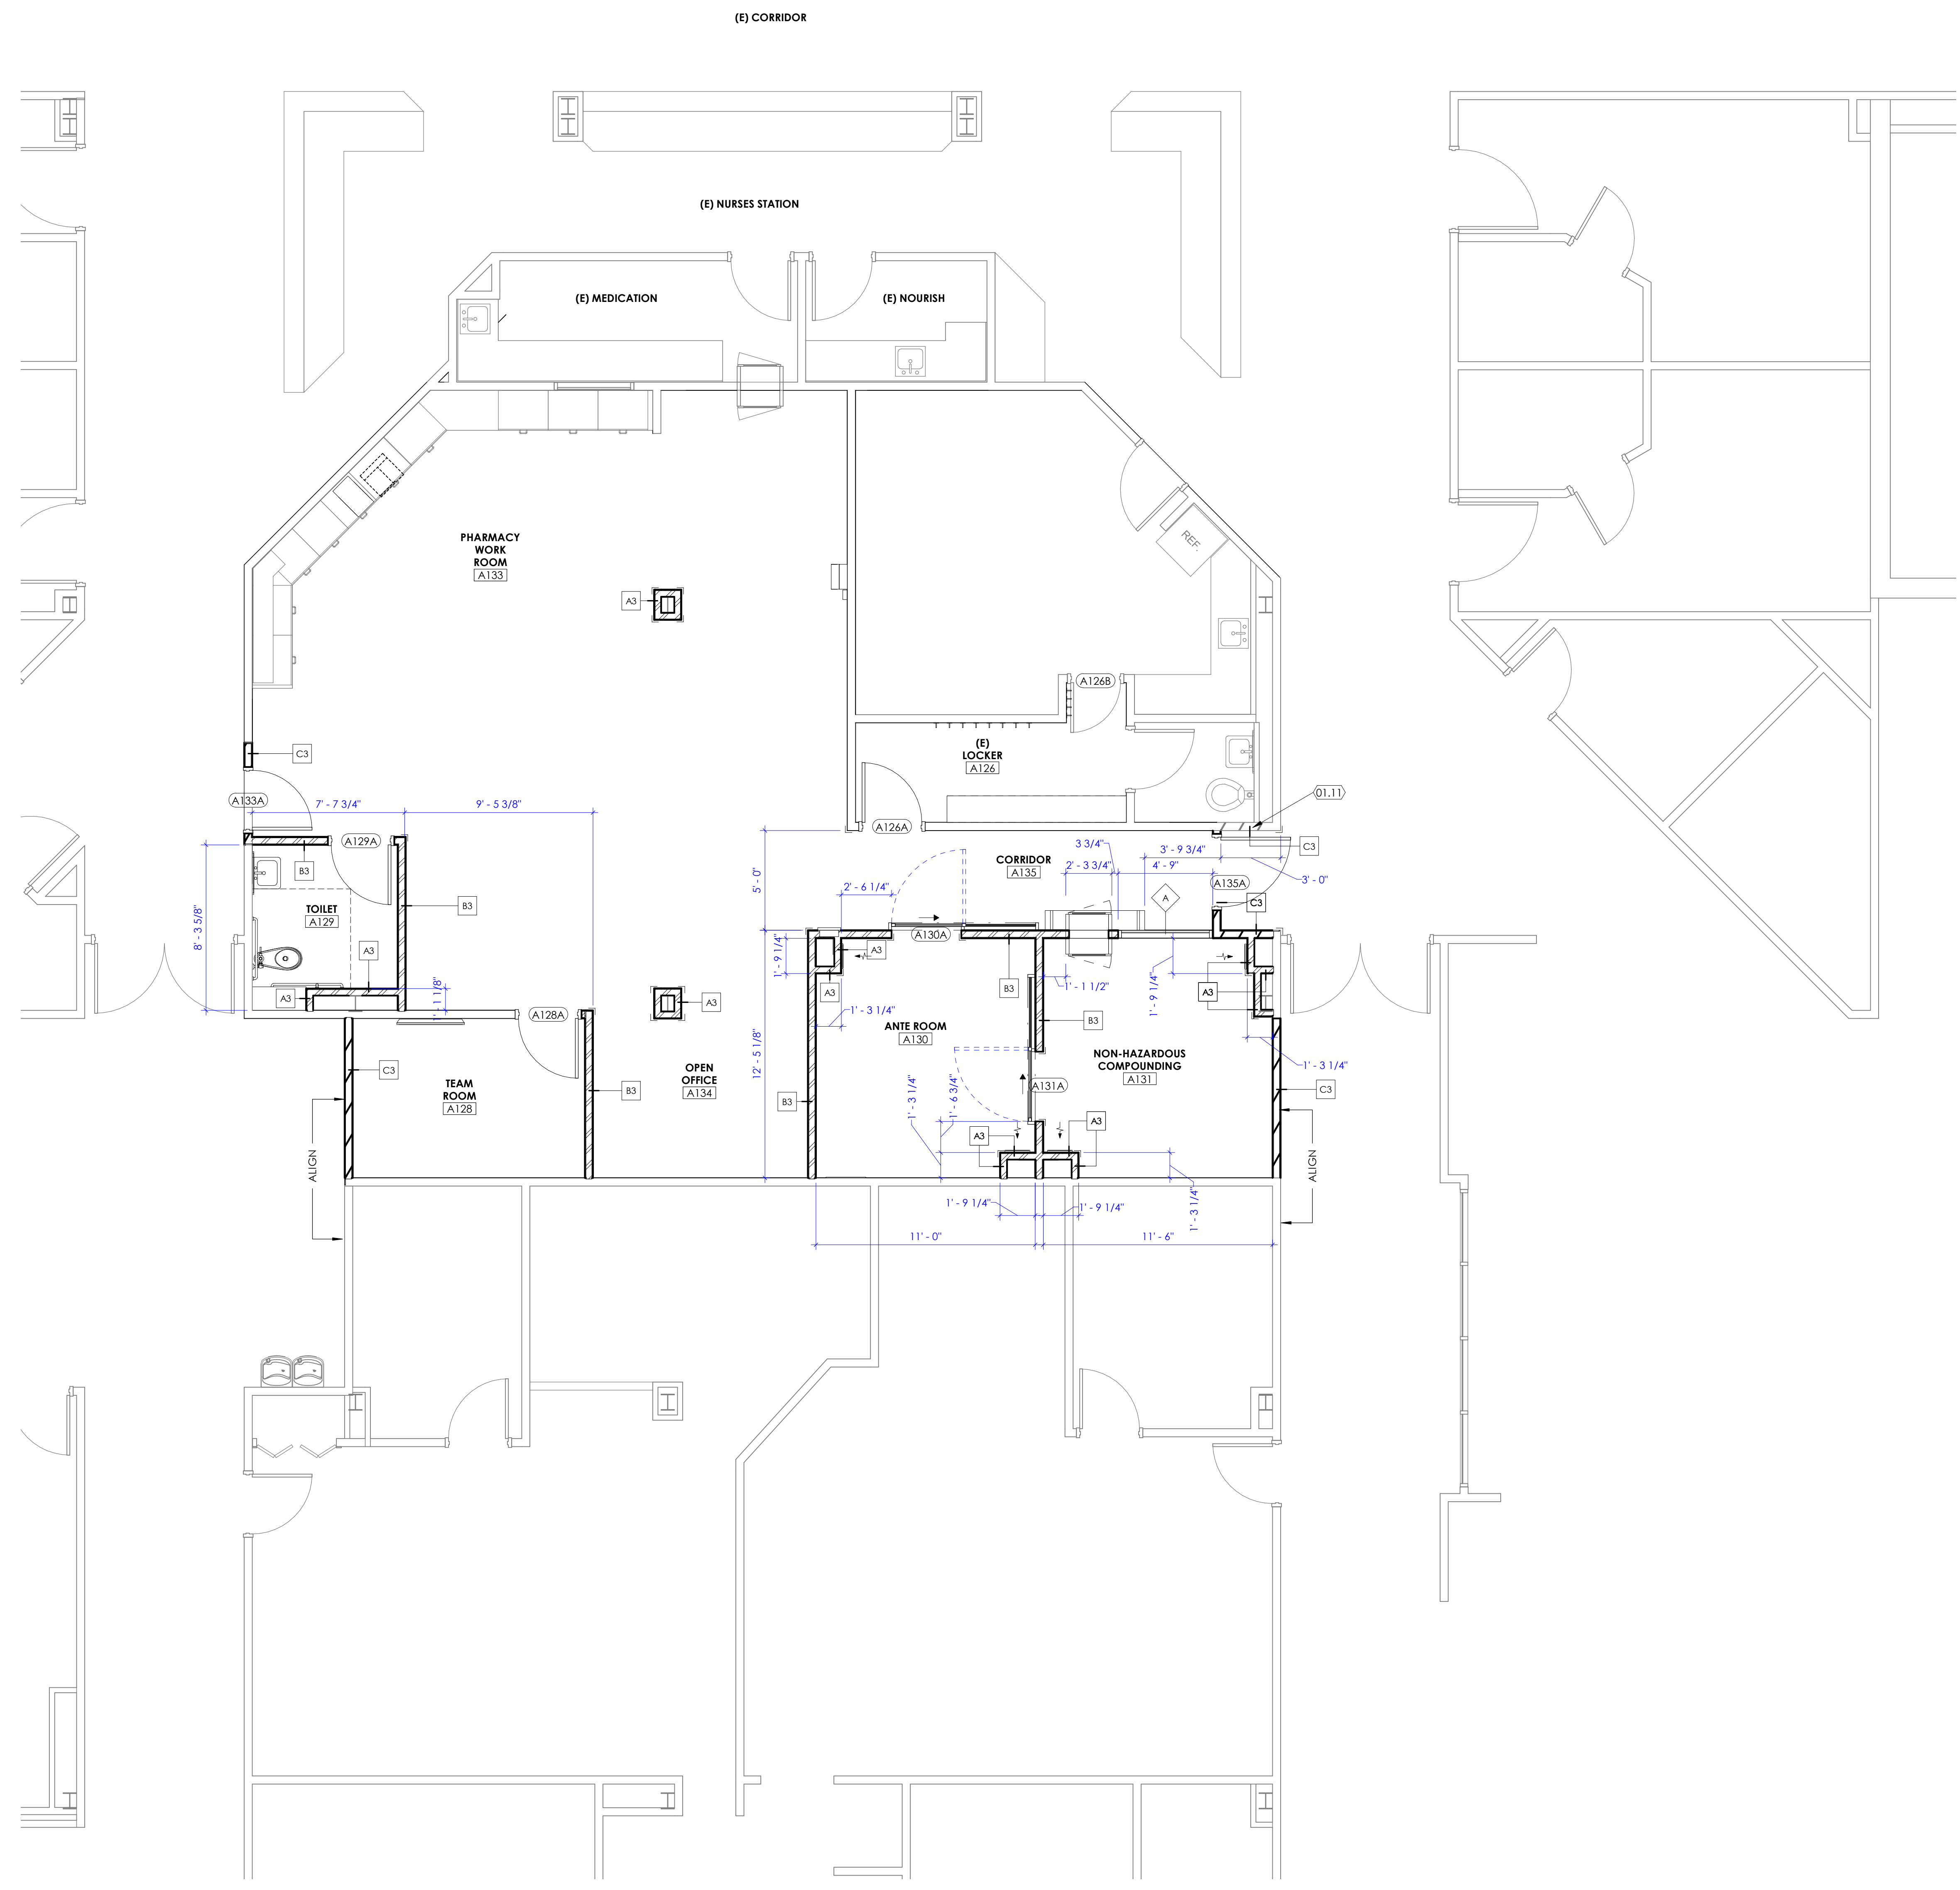 (E) CORRIDOR
(E) NURSES STATION
(E) MEDICATION
(E) NOURISH
PHARMACY
WORK
ROOM
A133
REF.
A3
A126B
(E)
LOCKER
A126
C3
01.11
A133A
7' - 7 3/4"
9' - 5 3/8"
A126A
A129A
B3
3 3/4"
3' - 9 3/4"
C3
CORRIDOR
A135
2' - 3 3/4"
4' - 9"
3' - 0"
5' - 0"
2' - 6 1/4"
A135A
A
C3
B3
TOILET
A129
8' - 3 5/8"
A130A
A3
A3
B3
1' - 9 1/4"
A3
A3
1' - 1 1/8"
A3
1' - 1 1/2"
1' - 9 1/4"
A3
A128A
1' - 3 1/4"
ANTE ROOM
A130
B3
12' - 5 1/8"
NON-HAZARDOUS
COMPOUNDING
A131
1' - 3 1/4"
C3
TEAM
ROOM
A128
OPEN
OFFICE
A134
B3
B3
1' - 3 1/4"
1' - 6 3/4"
A131A
C3
A3
A3
ALIGN
ALIGN
1' - 9 1/4"
1' - 9 1/4"
1' - 3 1/4"
11' - 0"
11' - 6"